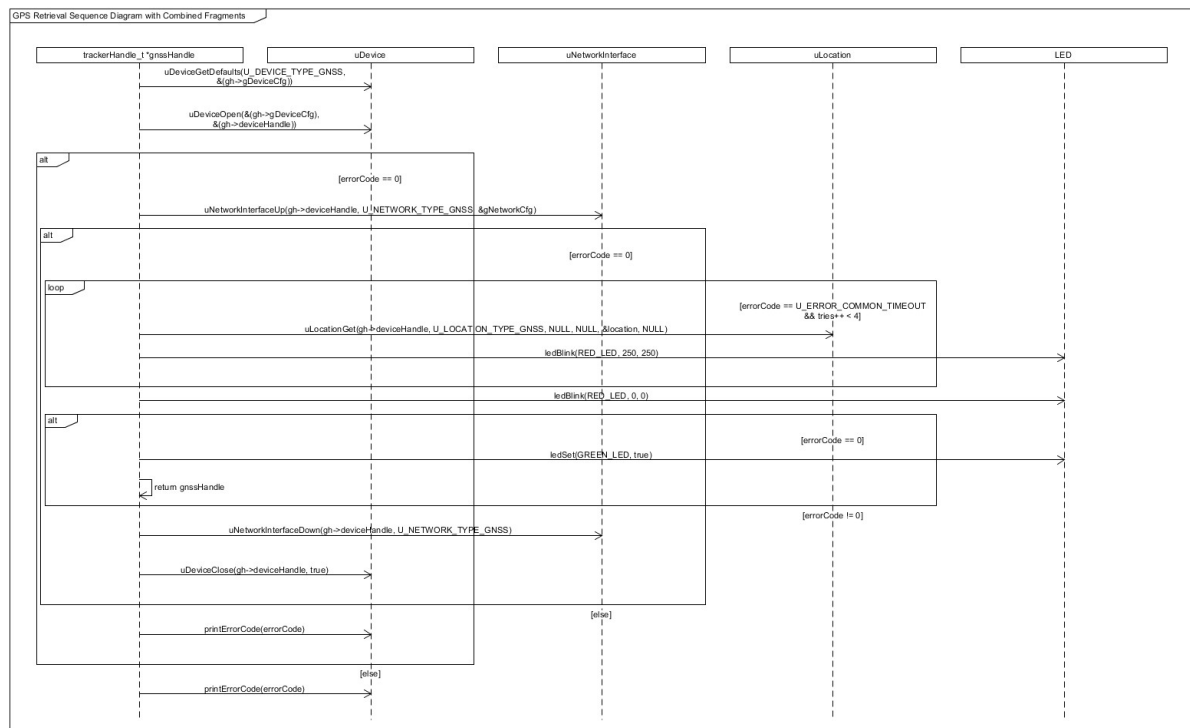 GPS Retrieval Sequence Diagram with Combined Fragments
trackerHandle_t *gnssHandle
uDevice
uNetworkInterface
uLocation
LED
uDeviceGetDefaults(U_DEVICE_TYPE_GNSS,
&(gh->gDeviceCfg))
uDeviceOpen(&(gh->gDeviceCfg),
&(gh->deviceHandle))
alt
[errorCode == 0]
uNetworkInterfaceUp(gh->deviceHandle, U_NETWORK_TYPE_GNSS, &gNetworkCfg)
alt
[errorCode == 0]
loop
[errorCode == U_ERROR_COMMON_TIMEOUT
&& tries++ < 4]
uLocationGet(gh->deviceHandle, U_LOCATION_TYPE_GNSS, NULL, NULL, &location, NULL)
ledBlink(RED_LED, 250, 250)
ledBlink(RED_LED, 0, 0)
alt
[errorCode == 0]
ledSet(GREEN_LED, true)
return gnssHandle
[errorCode != 0]
uNetworkInterfaceDown(gh->deviceHandle, U_NETWORK_TYPE_GNSS)
uDeviceClose(gh->deviceHandle, true)
[else]
printErrorCode(errorCode)
[else]
printErrorCode(errorCode)